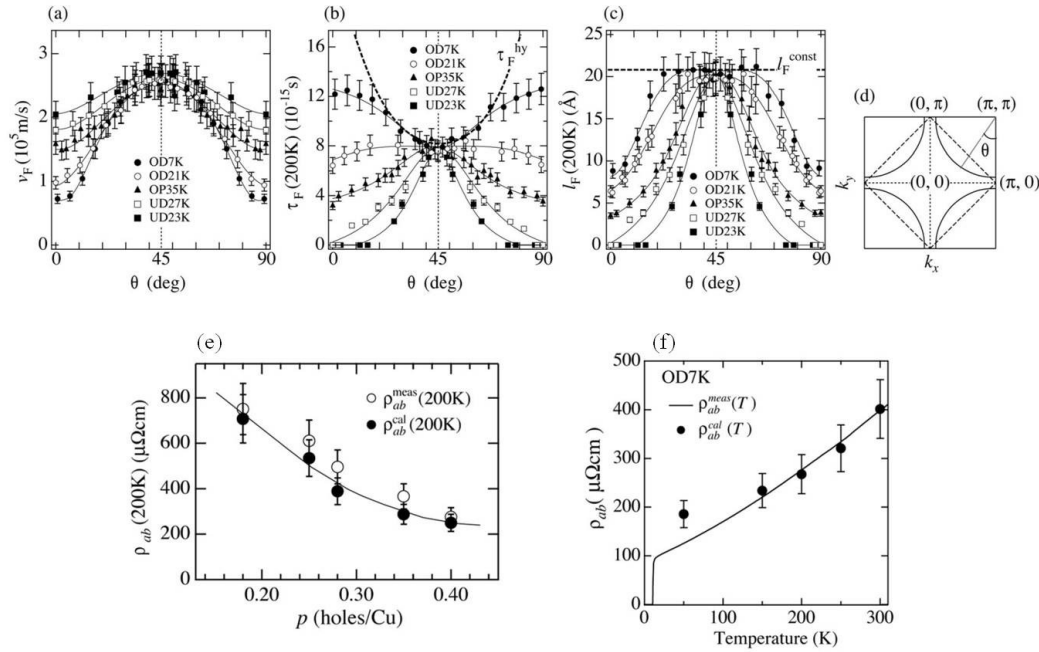 (a)
v_F (10^5 m/s)
3
2
1
0
OD7K
OD21K
OP35K
UD27K
UD23K
0 45 90
θ (deg)
(b)
τ_F (200K) (10^-15 s)
16
12
8
4
0
OD7K
OD21K
OP35K
UD27K
UD23K
τ_F^hy
0 45 90
θ (deg)
(c)
l_F (200K) (Å)
25
20
15
10
5
0
l_F^const
OD7K
OD21K
OP35K
UD27K
UD23K
0 45 90
θ (deg)
(d)
(0, π) (π, π)
θ
(0, 0) (π, 0)
k_y
k_x
(e)
ρ_ab (200K) (μΩcm)
800
600
400
200
0
ρ_ab^meas (200K)
ρ_ab^cal (200K)
0.20 0.30 0.40
p (holes/Cu)
(f)
ρ_ab (μΩcm)
500
400
300
200
100
0
OD7K
ρ_ab^meas (T)
ρ_ab^cal (T)
0 100 200 300
Temperature (K)